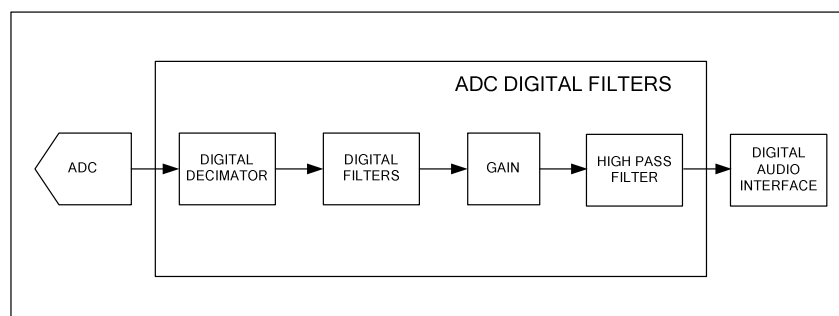 ADC DIGITAL FILTERS
ADC
DIGITAL
DECIMATOR
DIGITAL
FILTERS
GAIN
HIGH PASS
FILTER
DIGITAL
AUDIO
INTERFACE